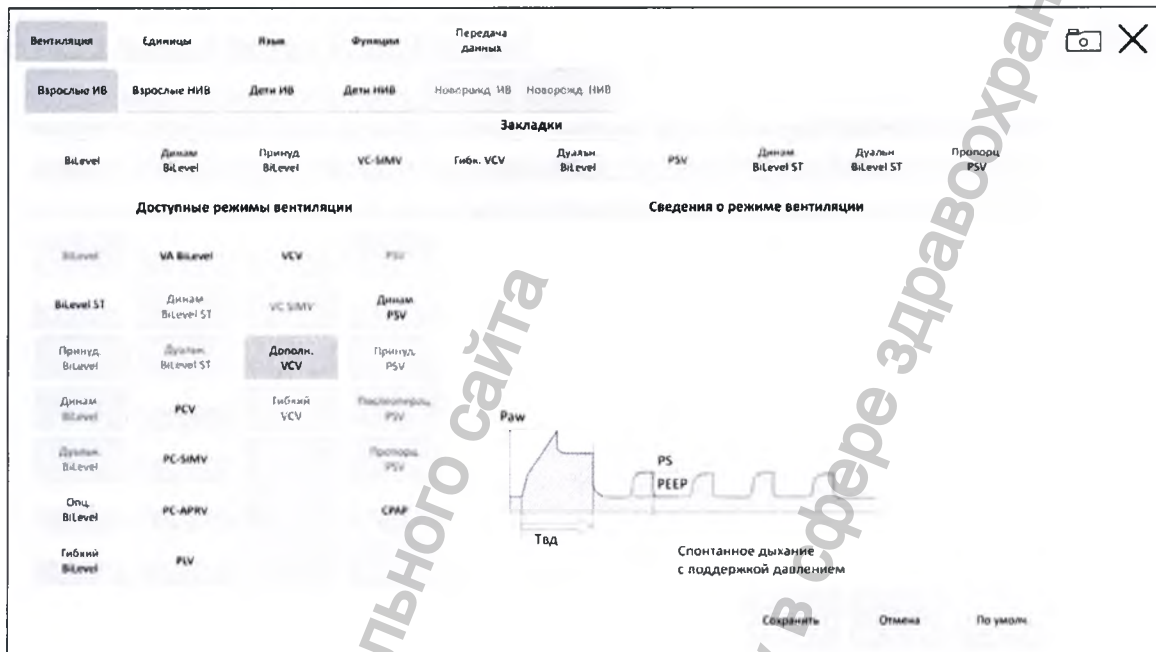 Вентиляция Единицы Язык Функции Передача
данных
Взрослые ИВ Взрослые НИВ Дети ИВ Дети НИВ Новорожд. ИВ Новорожд. НИВ
Закладки
BiLevel Динам BiLevel Принуд BiLevel VC-SIMV Гибк. VCV Дуальн BiLevel PSV Динам BiLevel ST Дуальн BiLevel ST Пропорц PSV
Доступные режимы вентиляции Сведения о режиме вентиляции
BiLevel VA BiLevel VCV PSV
BiLevel ST Динам BiLevel ST VC SIMV Динам PSV
Принуд. BiLevel Дуальн. BiLevel ST Дополн. VCV Принуд. PSV
Динам BiLevel PCV Гибкий VCV PSV
Дуальн. BiLevel PC-SIMV Пропорц. PSV
Опц. BiLevel PC-APRV CPAP
Гибкий BiLevel PLV
Paw
PS
PEEP
Твд
Спонтанное дыхание
с поддержкой давлением
Сохранить Отмена По умолч.
льного сайта
в сфере здравоохран